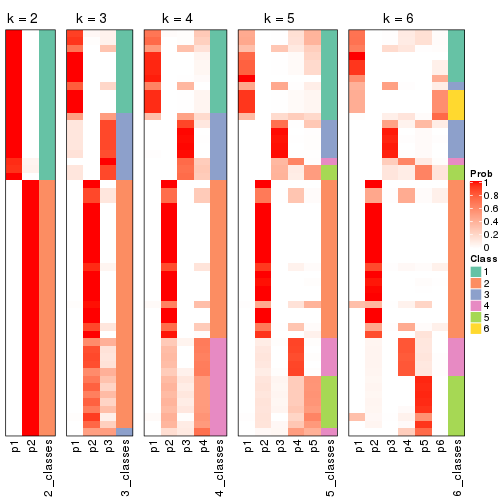 k = 2
k = 3
k = 4
k = 5
k = 6
Prob
1
0.8
0.6
0.4
0.2
0
Class
1
2
3
4
5
6
p1
p2
2_classes
p1
p2
p3
3_classes
p1
p2
p3
p4
4_classes
p1
p2
p3
p4
p5
5_classes
p1
p2
p3
p4
p5
p6
6_classes